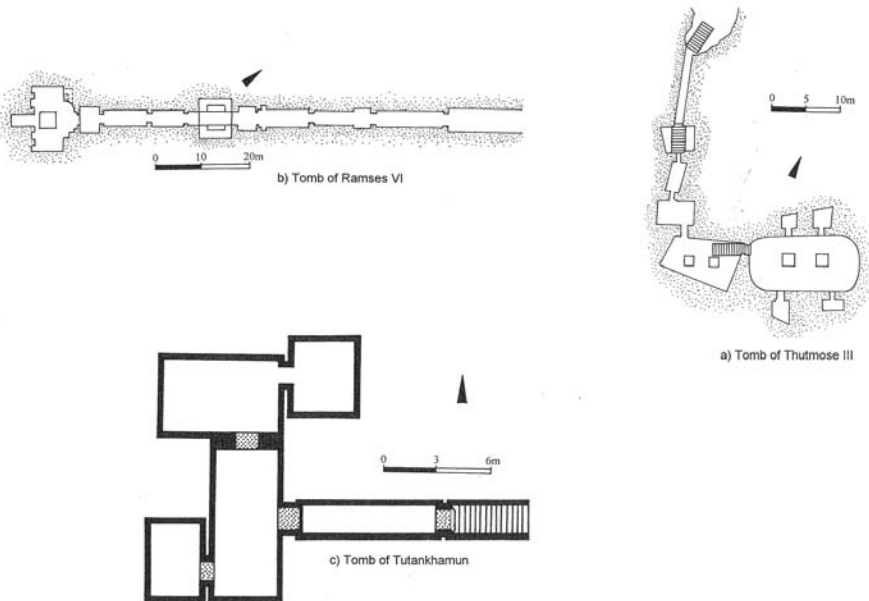 0 10 20m
b) Tomb of Ramses VI
0 5 10m
a) Tomb of Thutmose III
0 3 6m
c) Tomb of Tutankhamun